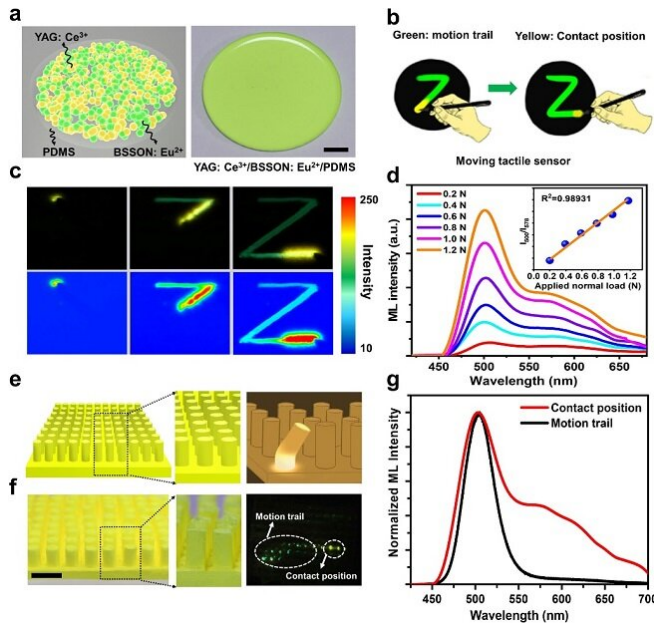 a
YAG: Ce³⁺
PDMS
BSSON: Eu²⁺
YAG: Ce³⁺/BSSON: Eu²⁺/PDMS
b
Green: motion trail
Yellow: Contact position
Moving tactile sensor
c
250
Intensity
10
d
ML intensity (a.u.)
0.2 N
0.4 N
0.6 N
0.8 N
1.0 N
1.2 N
R²=0.98931
I₅₀₀/I₅₇₈
0.2 0.4 0.6 0.8 1.0 1.2
Applied normal load (N)
450 500 550 600 650
Wavelength (nm)
e
f
Motion trail
Contact position
g
Normalized ML Intensity
Contact position
Motion trail
450 500 550 600 650 700
Wavelength (nm)